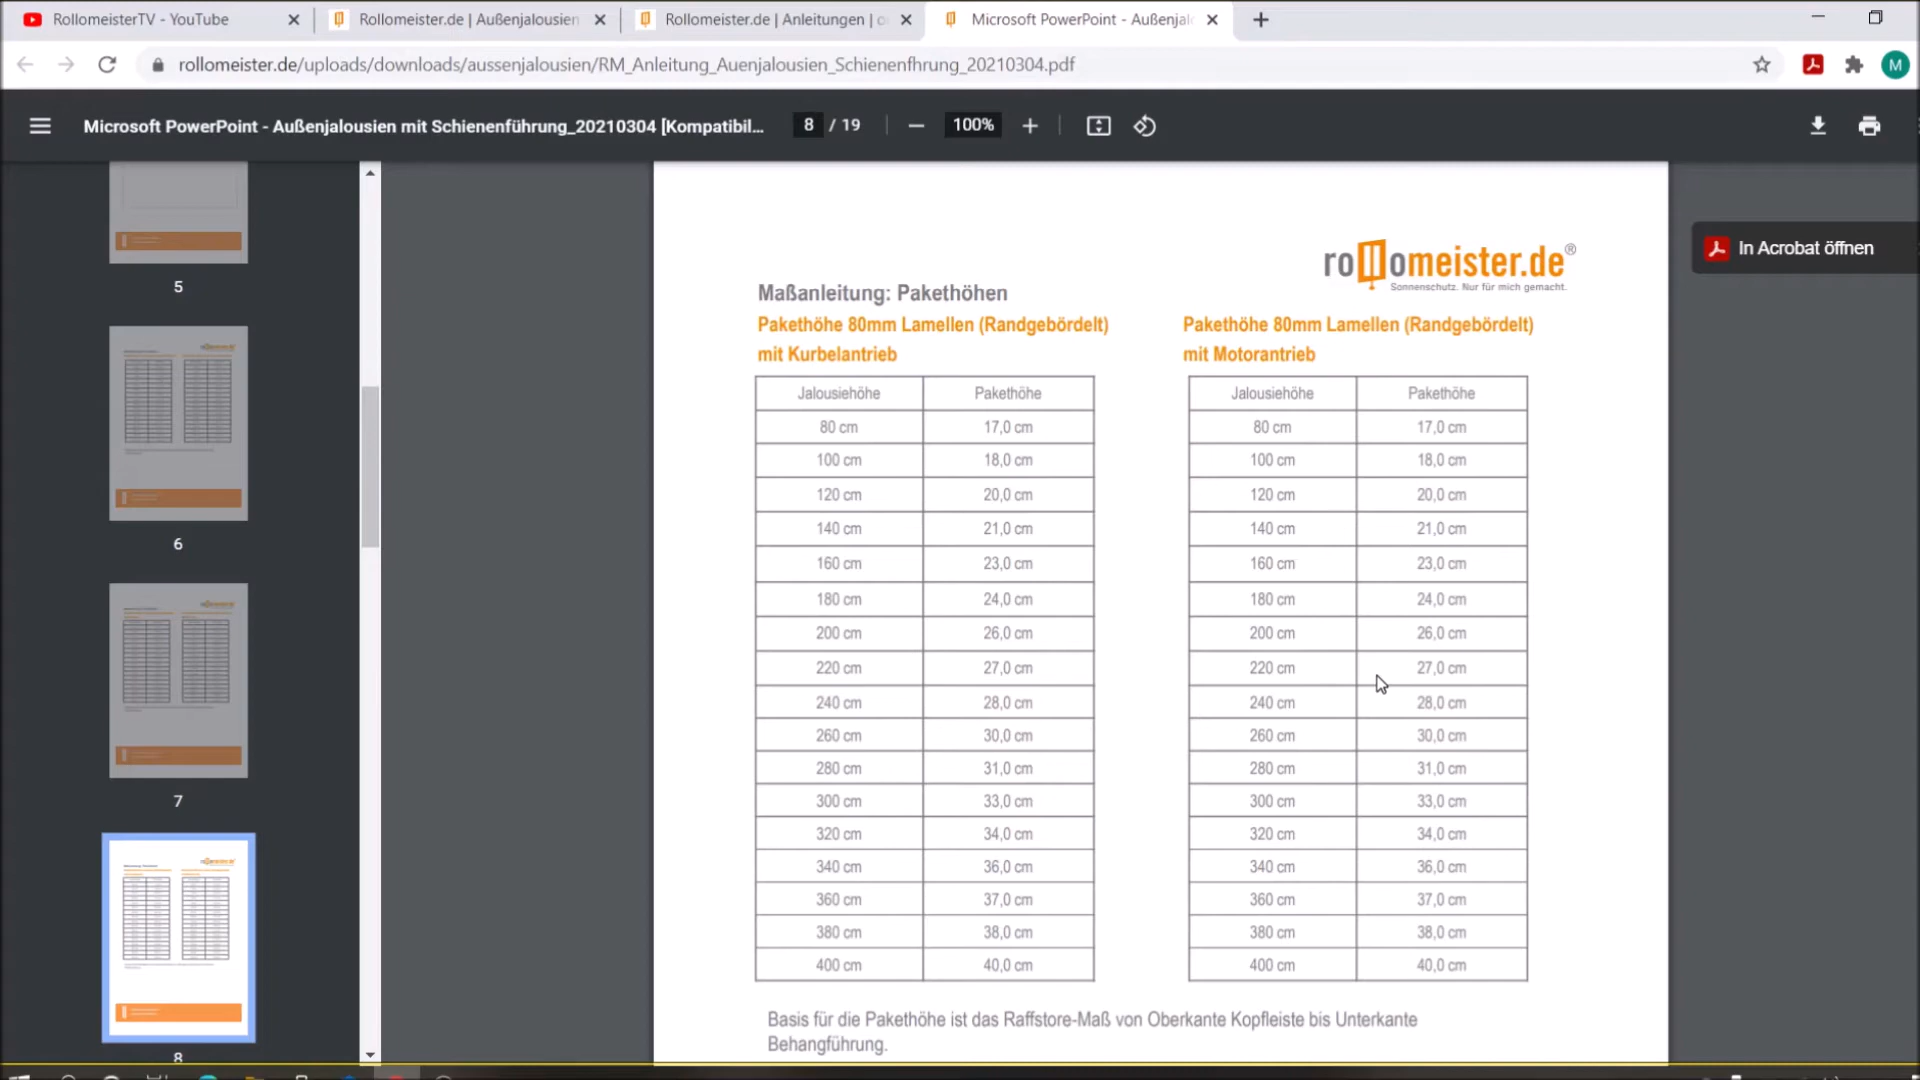 RollomeisterTV - YouTube
Rollomeister.de | Außenjalousien
Rollomeister.de | Anleitungen | o
Microsoft PowerPoint - Außenjal
rollomeister.de/uploads/downloads/aussenjalousien/RM_Anleitung_Auenjalousien_Schienenfhrung_20210304.pdf
M
Microsoft PowerPoint - Außenjalousien mit Schienenführung_20210304 [Kompatibil...
8 / 19
100%
In Acrobat öffnen
5
6
7
8
rollomeister.de®
Sonnenschutz. Nur für mich gemacht.
Maßanleitung: Pakethöhen
Pakethöhe 80mm Lamellen (Randgebördelt)
mit Kurbelantrieb
Jalousiehöhe Pakethöhe
80 cm 17,0 cm
100 cm 18,0 cm
120 cm 20,0 cm
140 cm 21,0 cm
160 cm 23,0 cm
180 cm 24,0 cm
200 cm 26,0 cm
220 cm 27,0 cm
240 cm 28,0 cm
260 cm 30,0 cm
280 cm 31,0 cm
300 cm 33,0 cm
320 cm 34,0 cm
340 cm 36,0 cm
360 cm 37,0 cm
380 cm 38,0 cm
400 cm 40,0 cm
Pakethöhe 80mm Lamellen (Randgebördelt)
mit Motorantrieb
Jalousiehöhe Pakethöhe
80 cm 17,0 cm
100 cm 18,0 cm
120 cm 20,0 cm
140 cm 21,0 cm
160 cm 23,0 cm
180 cm 24,0 cm
200 cm 26,0 cm
220 cm 27,0 cm
240 cm 28,0 cm
260 cm 30,0 cm
280 cm 31,0 cm
300 cm 33,0 cm
320 cm 34,0 cm
340 cm 36,0 cm
360 cm 37,0 cm
380 cm 38,0 cm
400 cm 40,0 cm
Basis für die Pakethöhe ist das Raffstore-Maß von Oberkante Kopfleiste bis Unterkante
Behangführung.